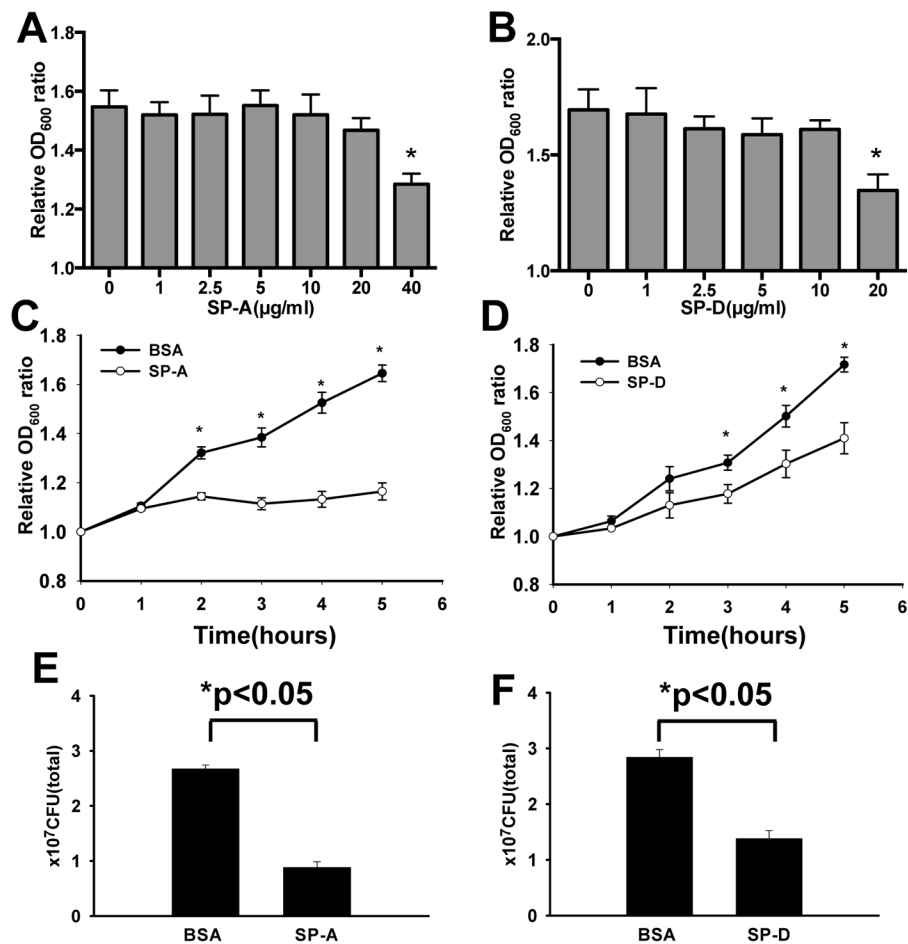 A
Relative OD600 ratio
1.8
1.6
1.4
1.2
1.0
*
0 1 2.5 5 10 20 40
SP-A(µg/ml)
B
Relative OD600 ratio
2.0
1.5
1.0
*
0 1 2.5 5 10 20
SP-D(µg/ml)
C
Relative OD600 ratio
1.8
1.6
1.4
1.2
1.0
0.8
BSA
SP-A
* * * *
0 1 2 3 4 5 6
Time(hours)
D
Relative OD600 ratio
1.8
1.6
1.4
1.2
1.0
0.8
BSA
SP-D
* * *
0 1 2 3 4 5 6
Time(hours)
E
x10⁷CFU(total)
4
3
2
1
0
*p<0.05
BSA SP-A
F
x10⁷CFU(total)
4
3
2
1
0
*p<0.05
BSA SP-D